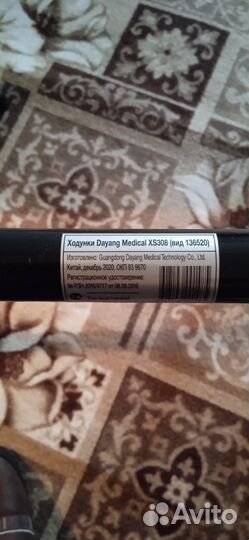 Ходунки Dayang Medical XS308 (вид 136520)
Изготовлено: Guangdong Dayang Medical Technology Co., Ltd.
Китай, декабрь 2020, ОКП 93 9670
Регистрационное удостоверение:
№ РЗН 2016/4717 от 08.09.2016
Avito